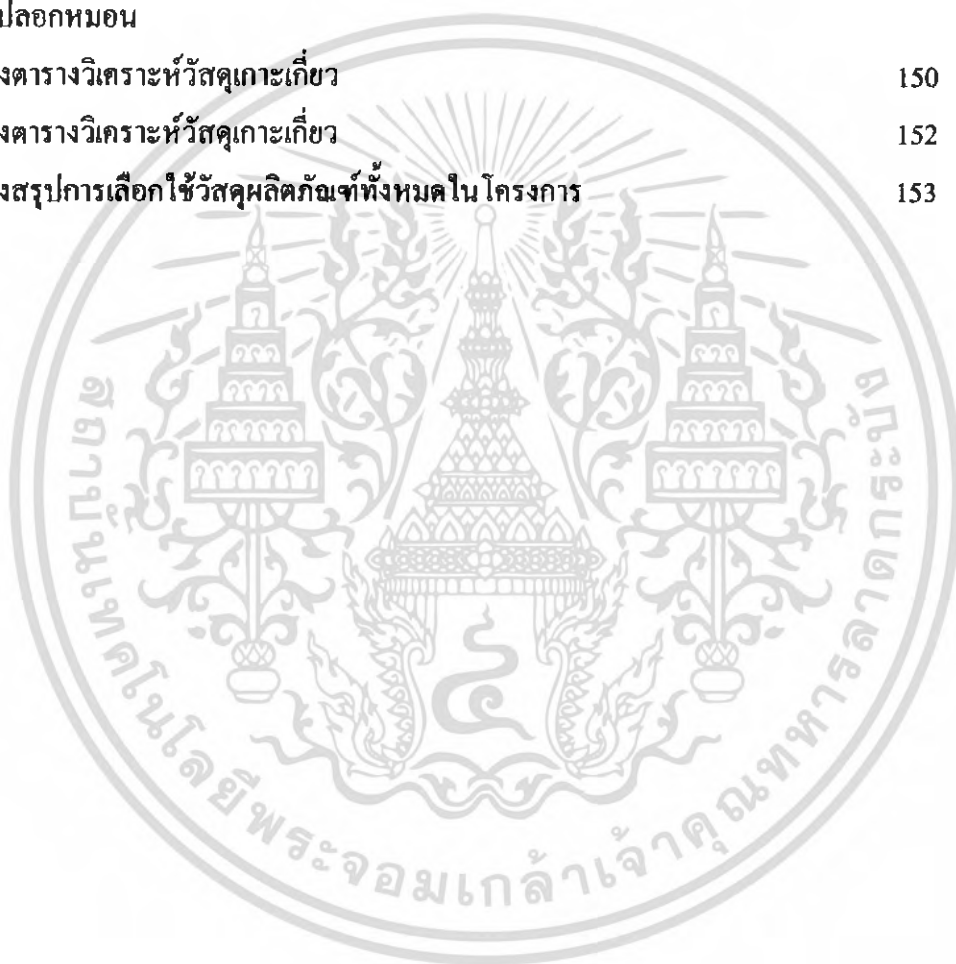 ปลอกหมอน
งตารางวิเคราะห์วัสดุเกาะเกี่ยว 150
งตารางวิเคราะห์วัสดุเกาะเกี่ยว 152
งสรุปการเลือกใช้วัสดุผลิตภัณฑ์ทั้งหมดในโครงการ 153
สถาบันเทคโนโลยีพระจอมเกล้าเจ้าคุณทหารลาดกระบัง